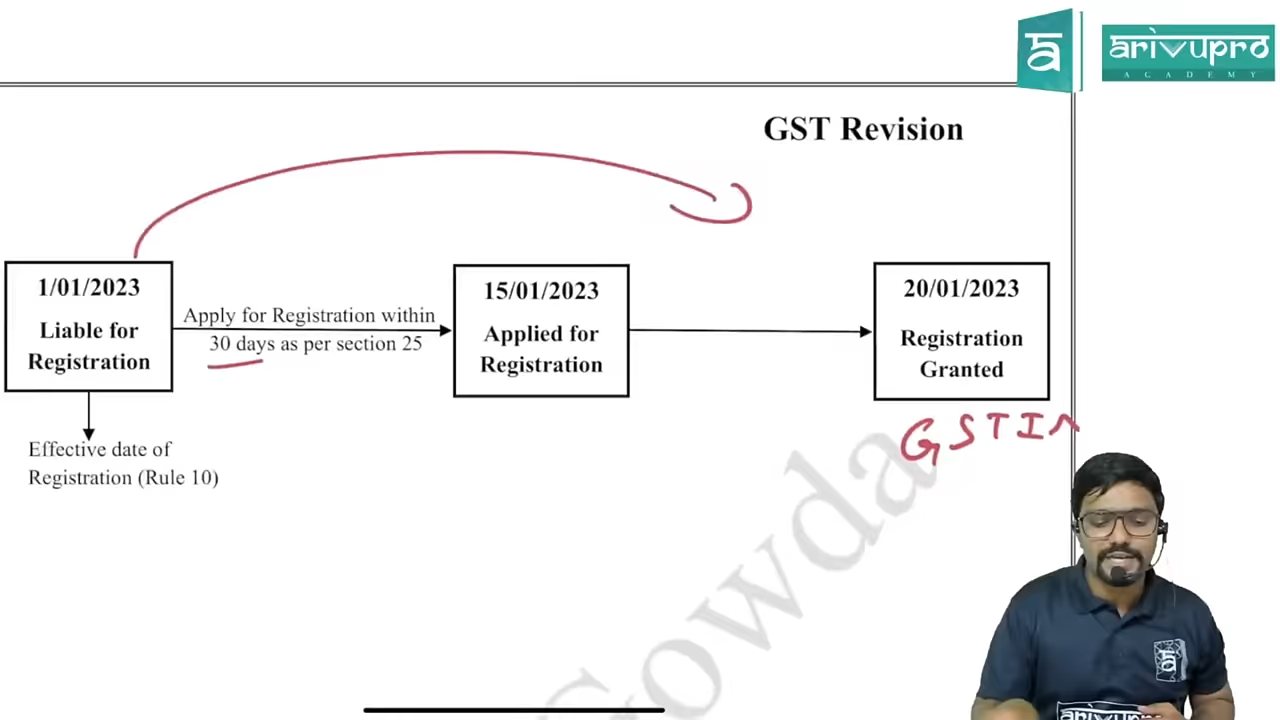 ā arivupro
ACADEMY
GST Revision
1/01/2023
Liable for
Registration
Apply for Registration within
30 days as per section 25
15/01/2023
Applied for
Registration
20/01/2023
Registration
Granted
Effective date of
Registration (Rule 10)
GSTIN
Gowda
ā
arivupro